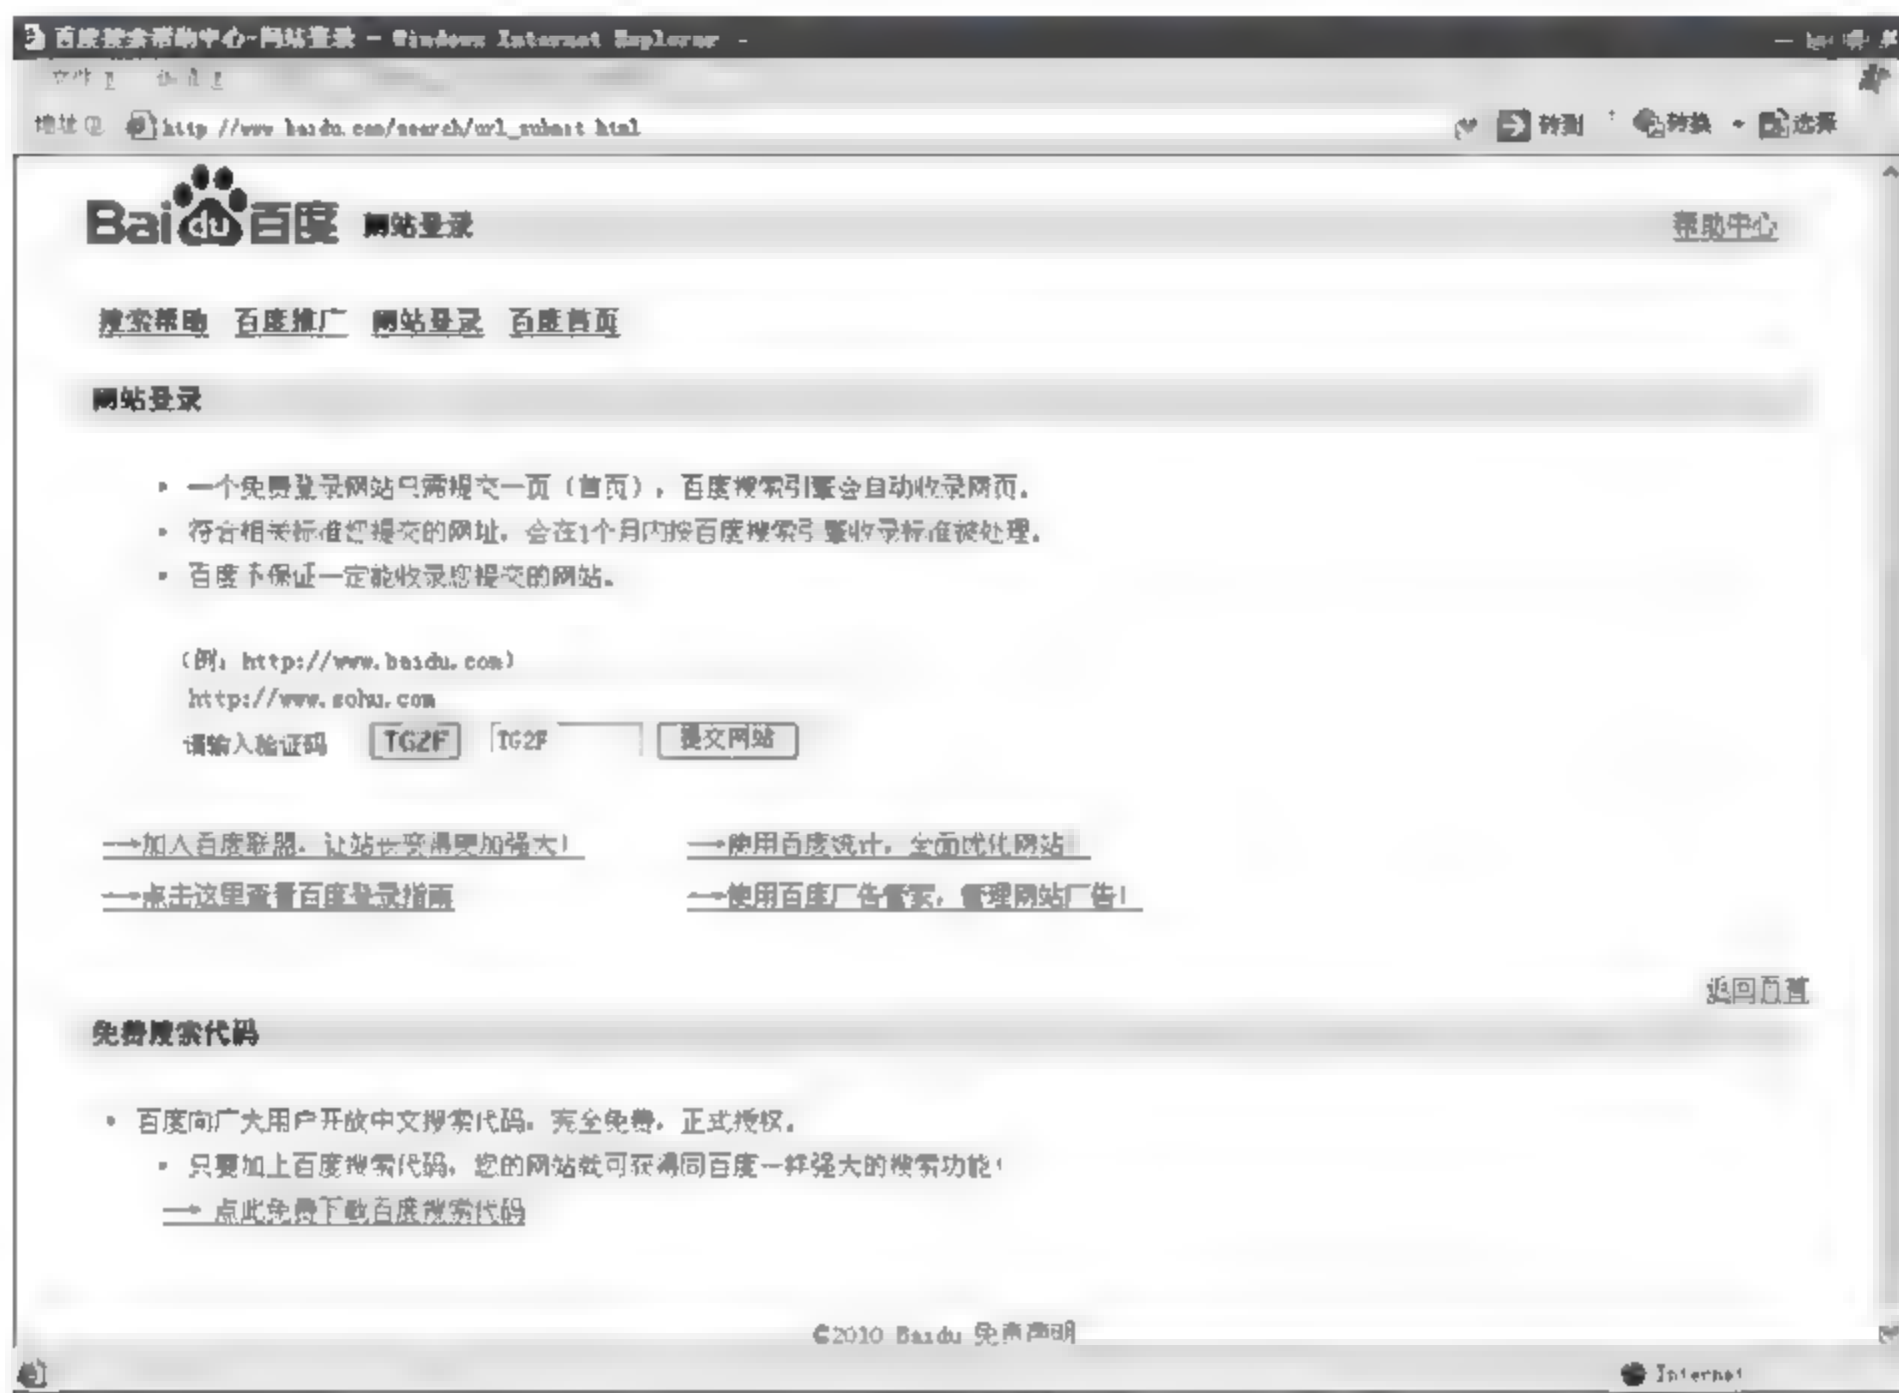 百度搜索帮助中心-网站登录 - Windows Internet Explorer -
文件
地址 http //www baidu.com/search/url_submit html 转到 转换 选择
Bai du 百度 网站登录 帮助中心
搜索帮助 百度推广 网站登录 百度首页
网站登录
• 一个免费登录网站只需提交一页（首页），百度搜索引擎会自动收录网页。
• 符合相关标准您提交的网址，会在1个月内按百度搜索引擎收录标准被处理。
• 百度不保证一定能收录您提交的网站。
（例：http://www.baidu.com）
http://www.sohu.com
请输入验证码 TG2F TG2F 提交网站
→加入百度联盟，让站长变得更加强大！ →使用百度统计，全面优化网站！
→点击这里查看百度登录指南 →使用百度广告管家，管理网站广告！
返回页首
免费搜索代码
• 百度向广大用户开放中文搜索代码，完全免费，正式授权。
• 只要加上百度搜索代码，您的网站就可获得同百度一样强大的搜索功能！
→ 点此免费下载百度搜索代码
©2010 Baidu 免责声明
Internet